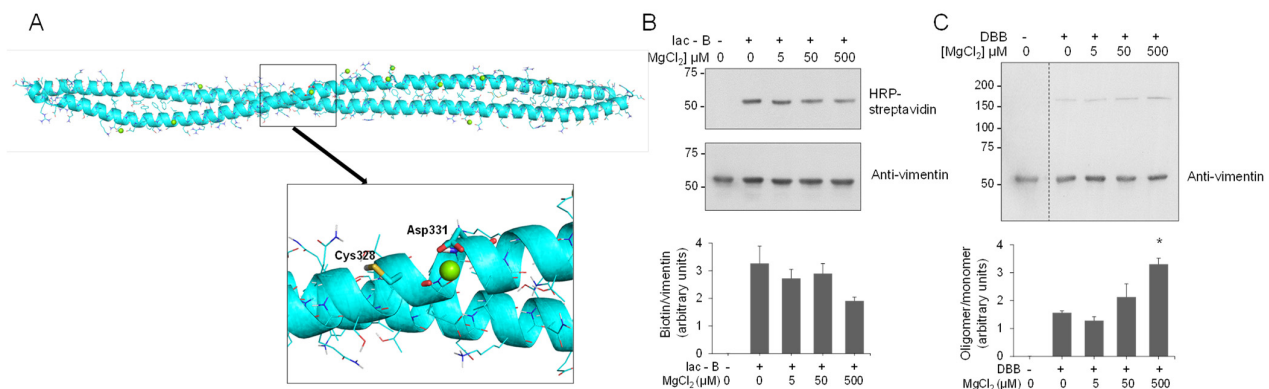 A
Cys328
Asp331
B
Iac - B - + + + +
MgCl2] µM 0 0 5 50 500
75
50
HRP-
streptavidin
75
50
Anti-vimentin
Biotin/vimentin
(arbitrary units)
4
3
2
1
0
Iac - B - + + + +
MgCl2 (µM) 0 0 5 50 500
C
DBB - + + + +
[MgCl2] µM 0 0 5 50 500
200
150
100
75
50
Anti-vimentin
Oligomer/monomer
(arbitrary units)
4
3
2
1
0
*
DBB - + + + +
MgCl2 (µM) 0 0 5 50 500